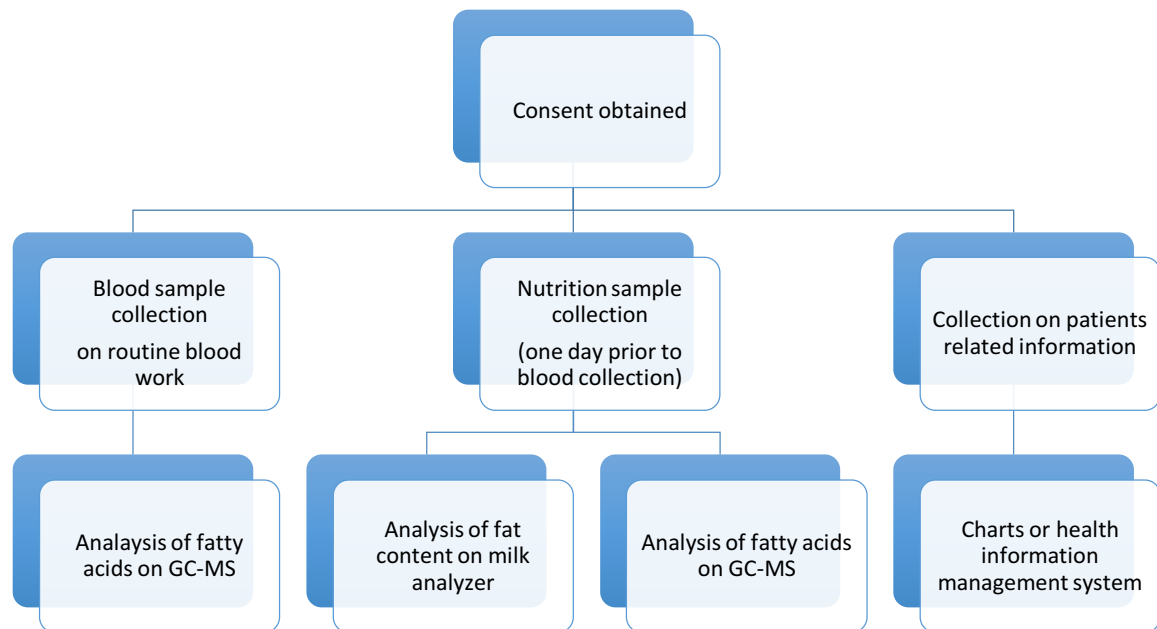 Consent obtained
Blood sample
collection
on routine blood
work
Nutrition sample
collection
(one day prior to
blood collection)
Collection on patients
related information
Analaysis of fatty
acids on GC-MS
Analysis of fat
content on milk
analyzer
Analysis of fatty acids
on GC-MS
Charts or health
information
management system